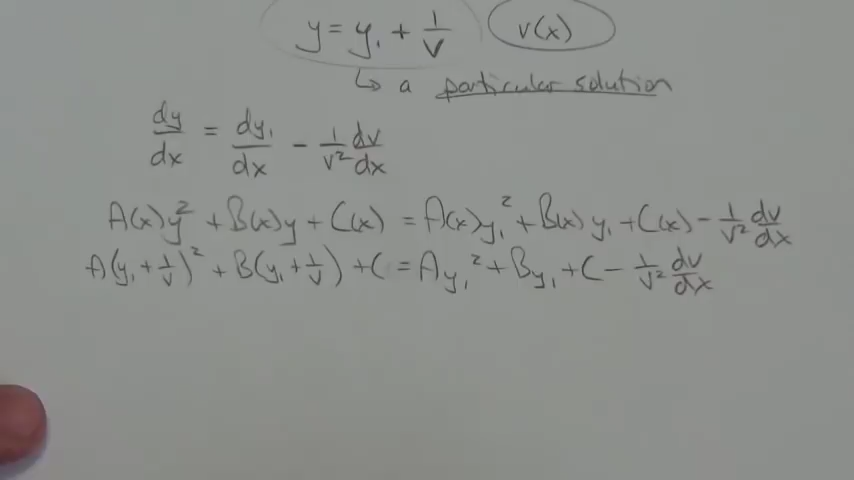 y = y₁ + 1/v   v(x)
↳ a particular solution
dy/dx = dy₁/dx - 1/v² dv/dx
A(x)y² + B(x)y + C(x) = A(x)y₁² + B(x)y₁ + C(x) - 1/v² dv/dx
A(y₁ + 1/v)² + B(y₁ + 1/v) + C = Ay₁² + By₁ + C - 1/v² dv/dx